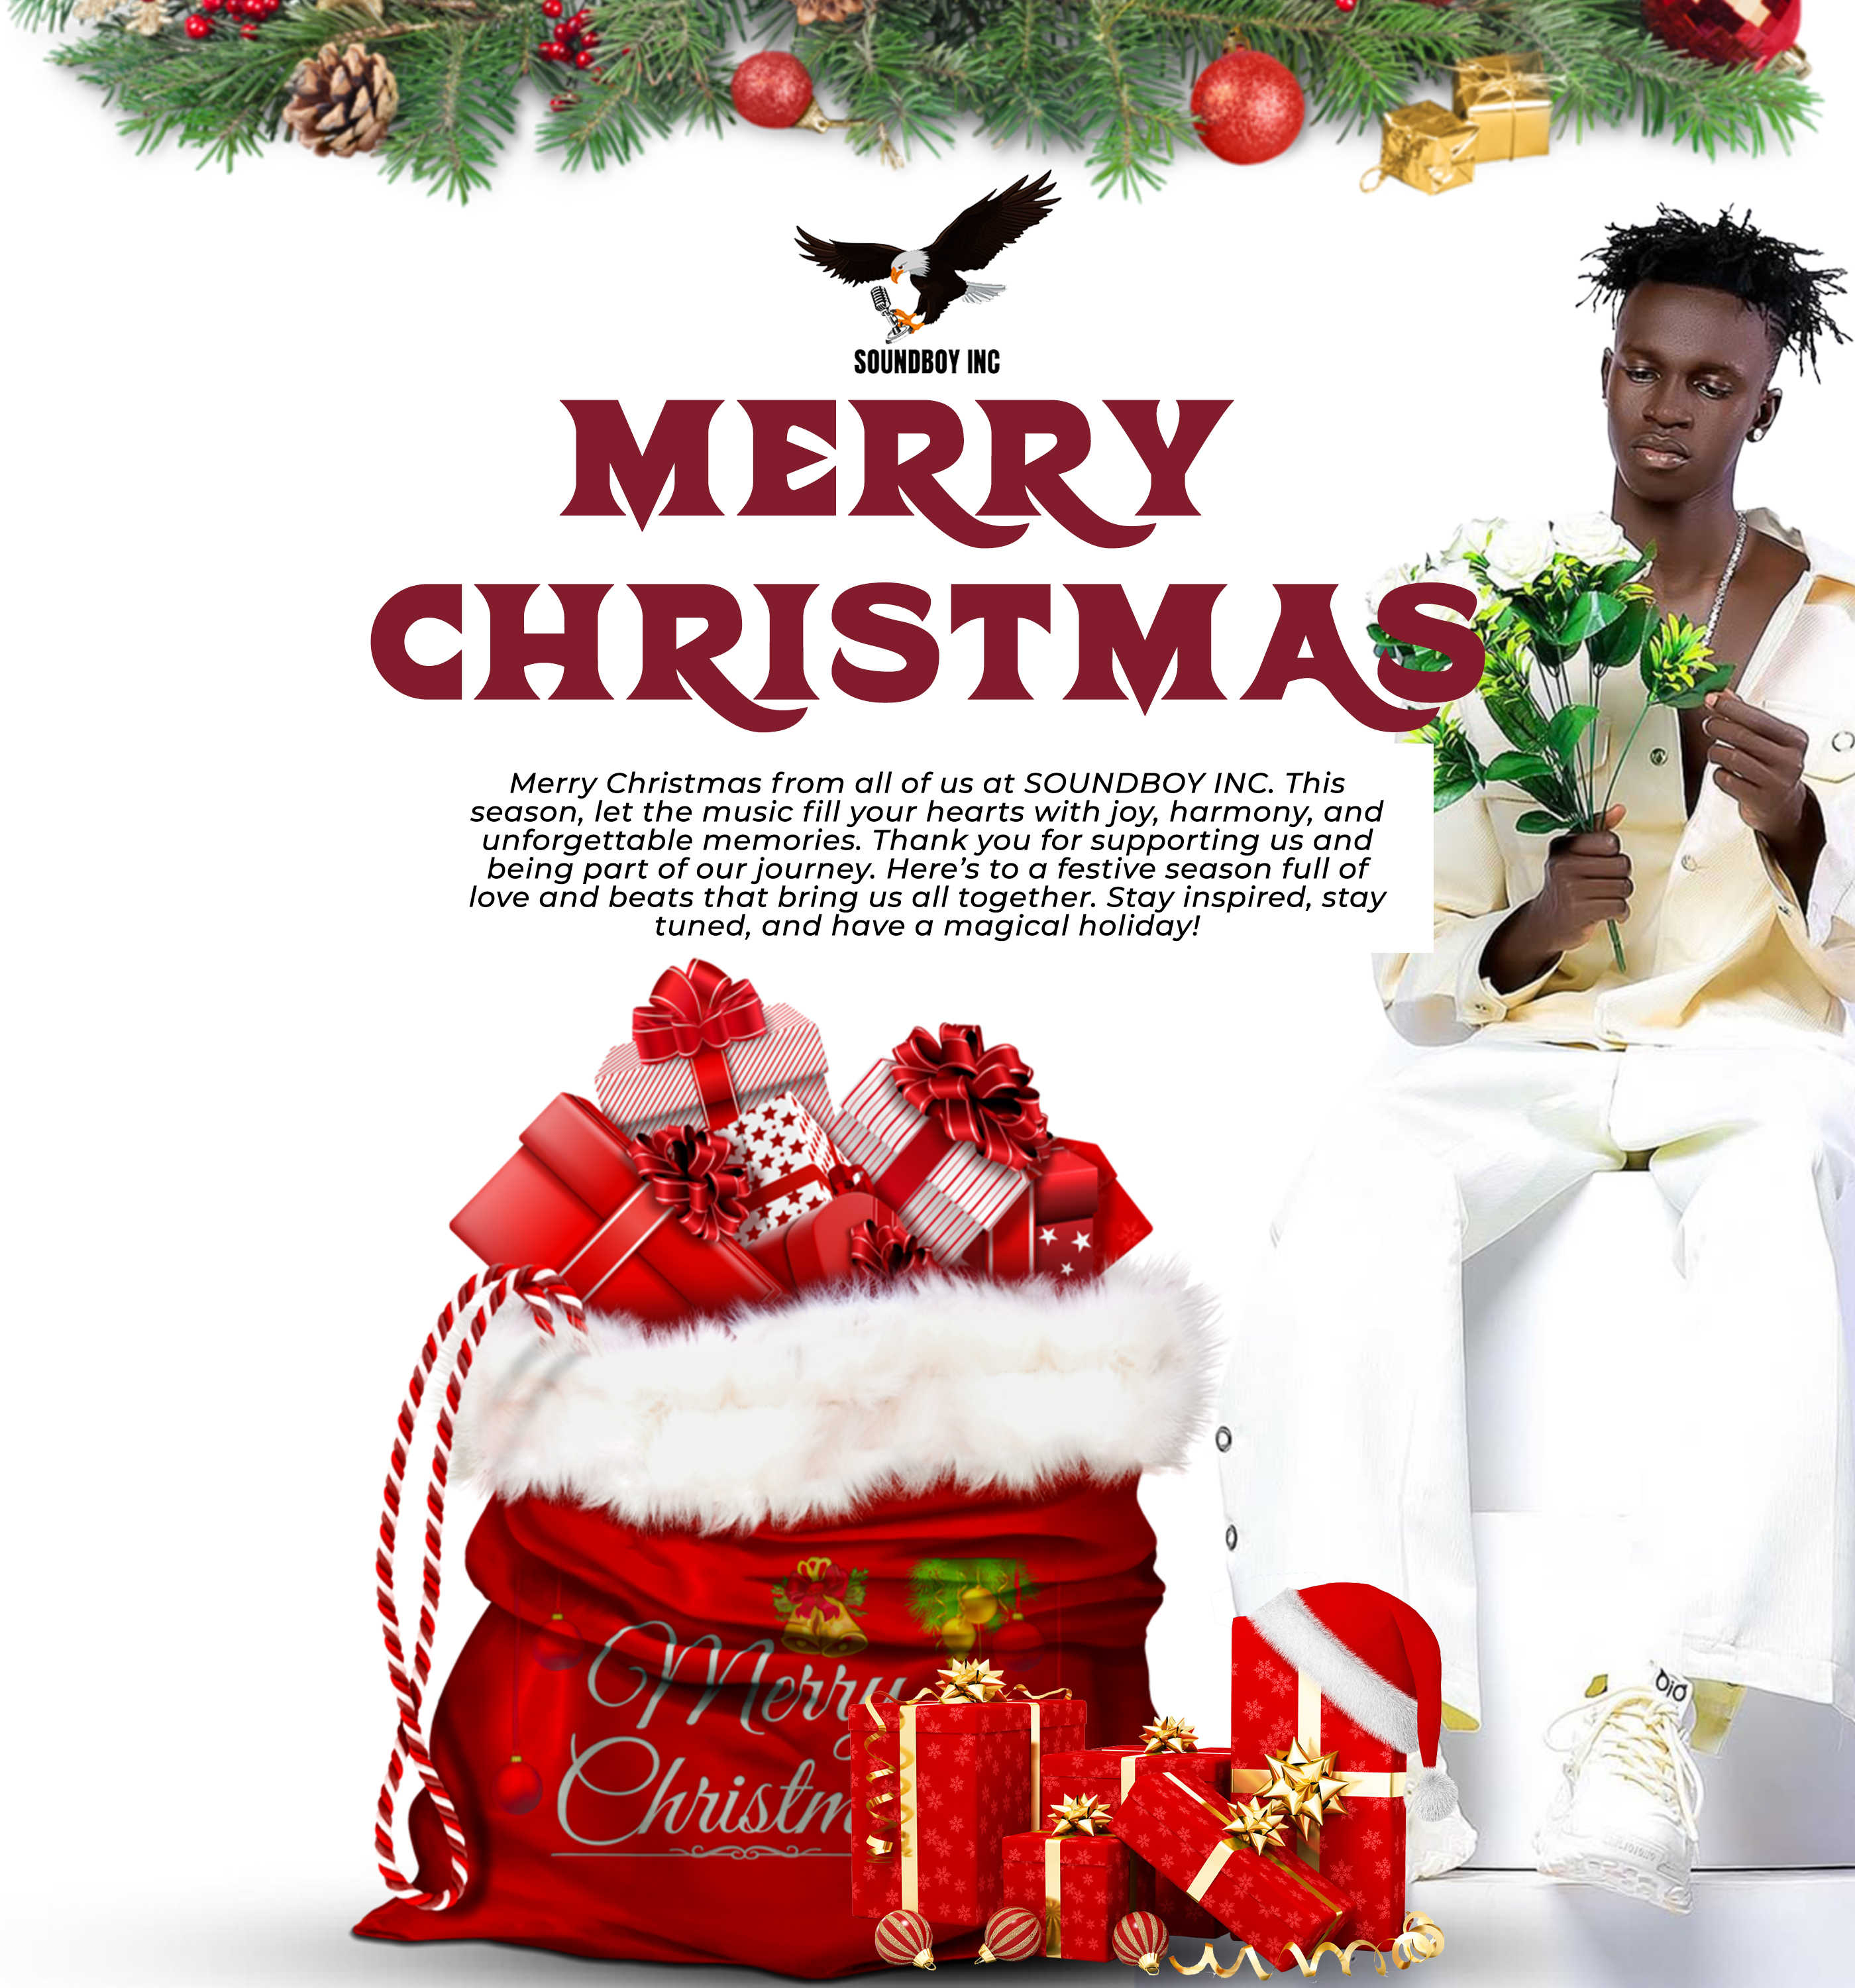 SOUNDBOY INC
MERRY
CHRISTMAS
Merry Christmas from all of us at SOUNDBOY INC. This
season, let the music fill your hearts with joy, harmony, and
unforgettable memories. Thank you for supporting us and
being part of our journey. Here’s to a festive season full of
love and beats that bring us all together. Stay inspired, stay
tuned, and have a magical holiday!
Merry
Christm